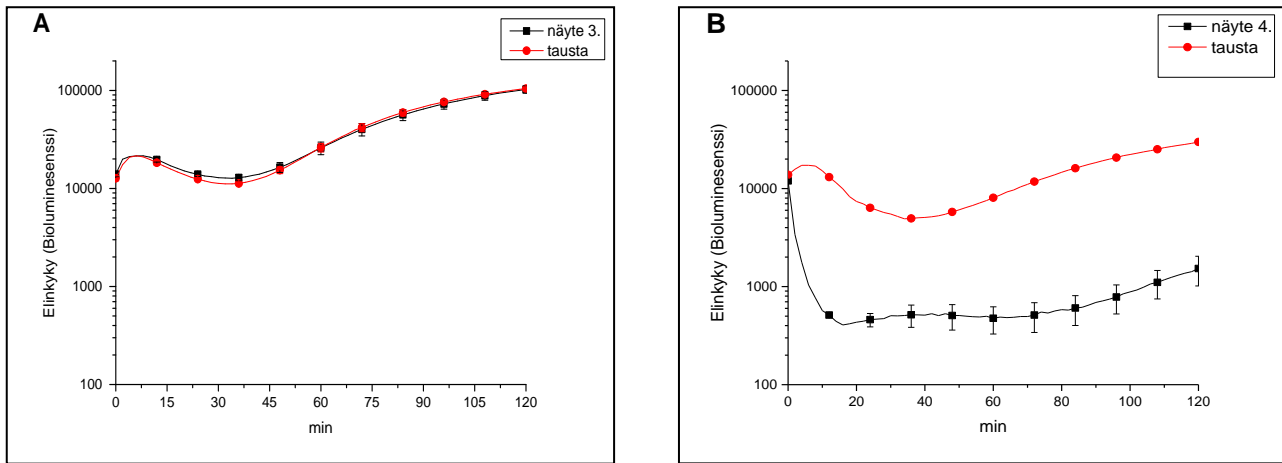 A
näyte 3.
tausta
100000
10000
1000
100
Elinkyky (Bioluminesenssi)
0 15 30 45 60 75 90 105 120
min
B
näyte 4.
tausta
100000
10000
1000
100
Elinkyky (Bioluminesenssi)
0 20 40 60 80 100 120
min